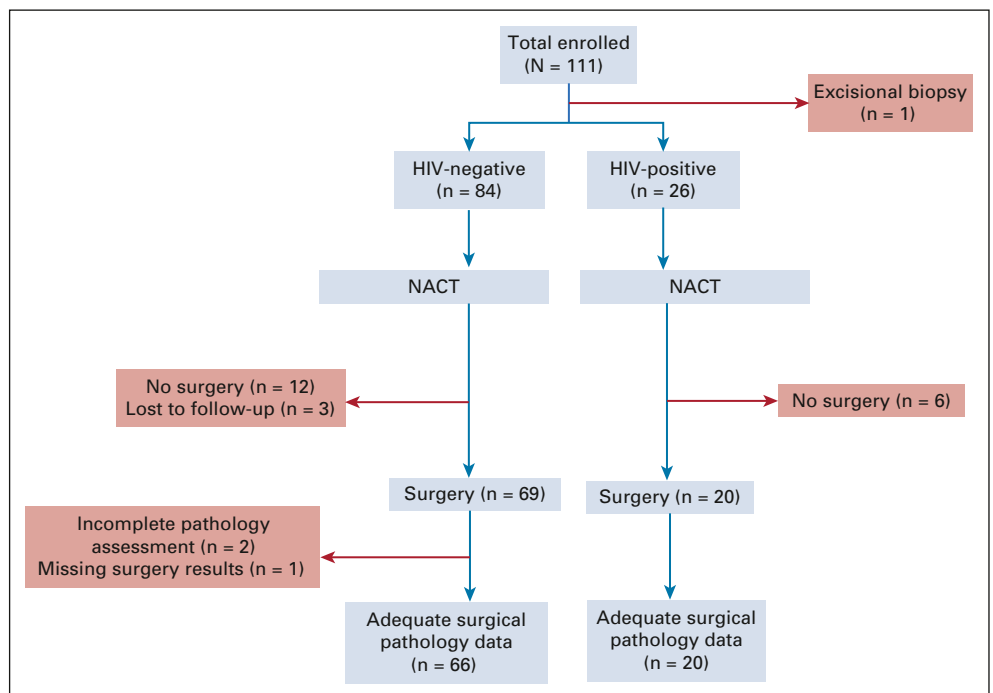 Total enrolled
(N = 111)
Excisional biopsy
(n = 1)
HIV-negative
(n = 84)
HIV-positive
(n = 26)
NACT
NACT
No surgery (n = 12)
Lost to follow-up (n = 3)
No surgery (n = 6)
Surgery (n = 69)
Surgery (n = 20)
Incomplete pathology
assessment (n = 2)
Missing surgery results (n = 1)
Adequate surgical
pathology data
(n = 66)
Adequate surgical
pathology data
(n = 20)